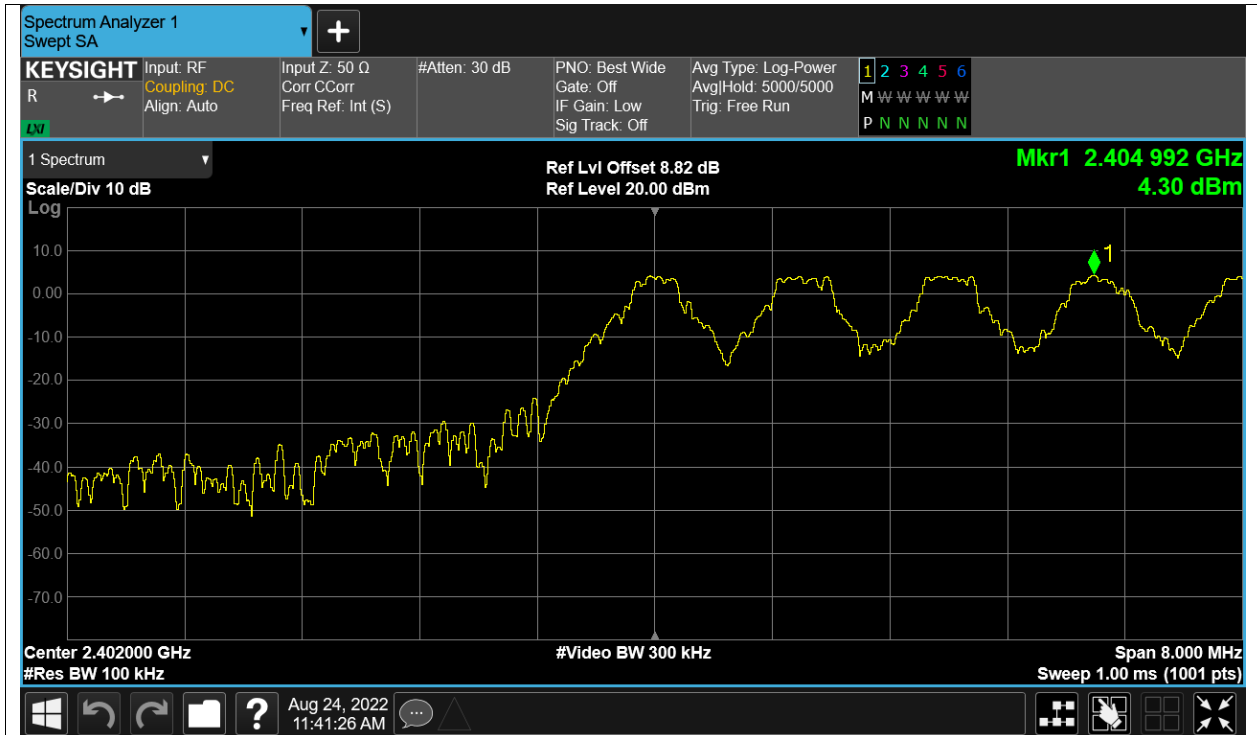 Spectrum Analyzer 1
Swept SA
+
KEYSIGHT
R
LXI
Input: RF
Coupling: DC
Align: Auto
Input Z: 50 Ω
Corr CCorr
Freq Ref: Int (S)
#Atten: 30 dB
PNO: Best Wide
Gate: Off
IF Gain: Low
Sig Track: Off
Avg Type: Log-Power
Avg|Hold: 5000/5000
Trig: Free Run
1 2 3 4 5 6
M W W W W W W
P N N N N N N
1 Spectrum
Scale/Div 10 dB
Log
Ref Lvl Offset 8.82 dB
Ref Level 20.00 dBm
Mkr1 2.404 992 GHz
4.30 dBm
10.0
0.00
-10.0
-20.0
-30.0
-40.0
-50.0
-60.0
-70.0
1
Center 2.402000 GHz
#Res BW 100 kHz
#Video BW 300 kHz
Span 8.000 MHz
Sweep 1.00 ms (1001 pts)
?
Aug 24, 2022
11:41:26 AM